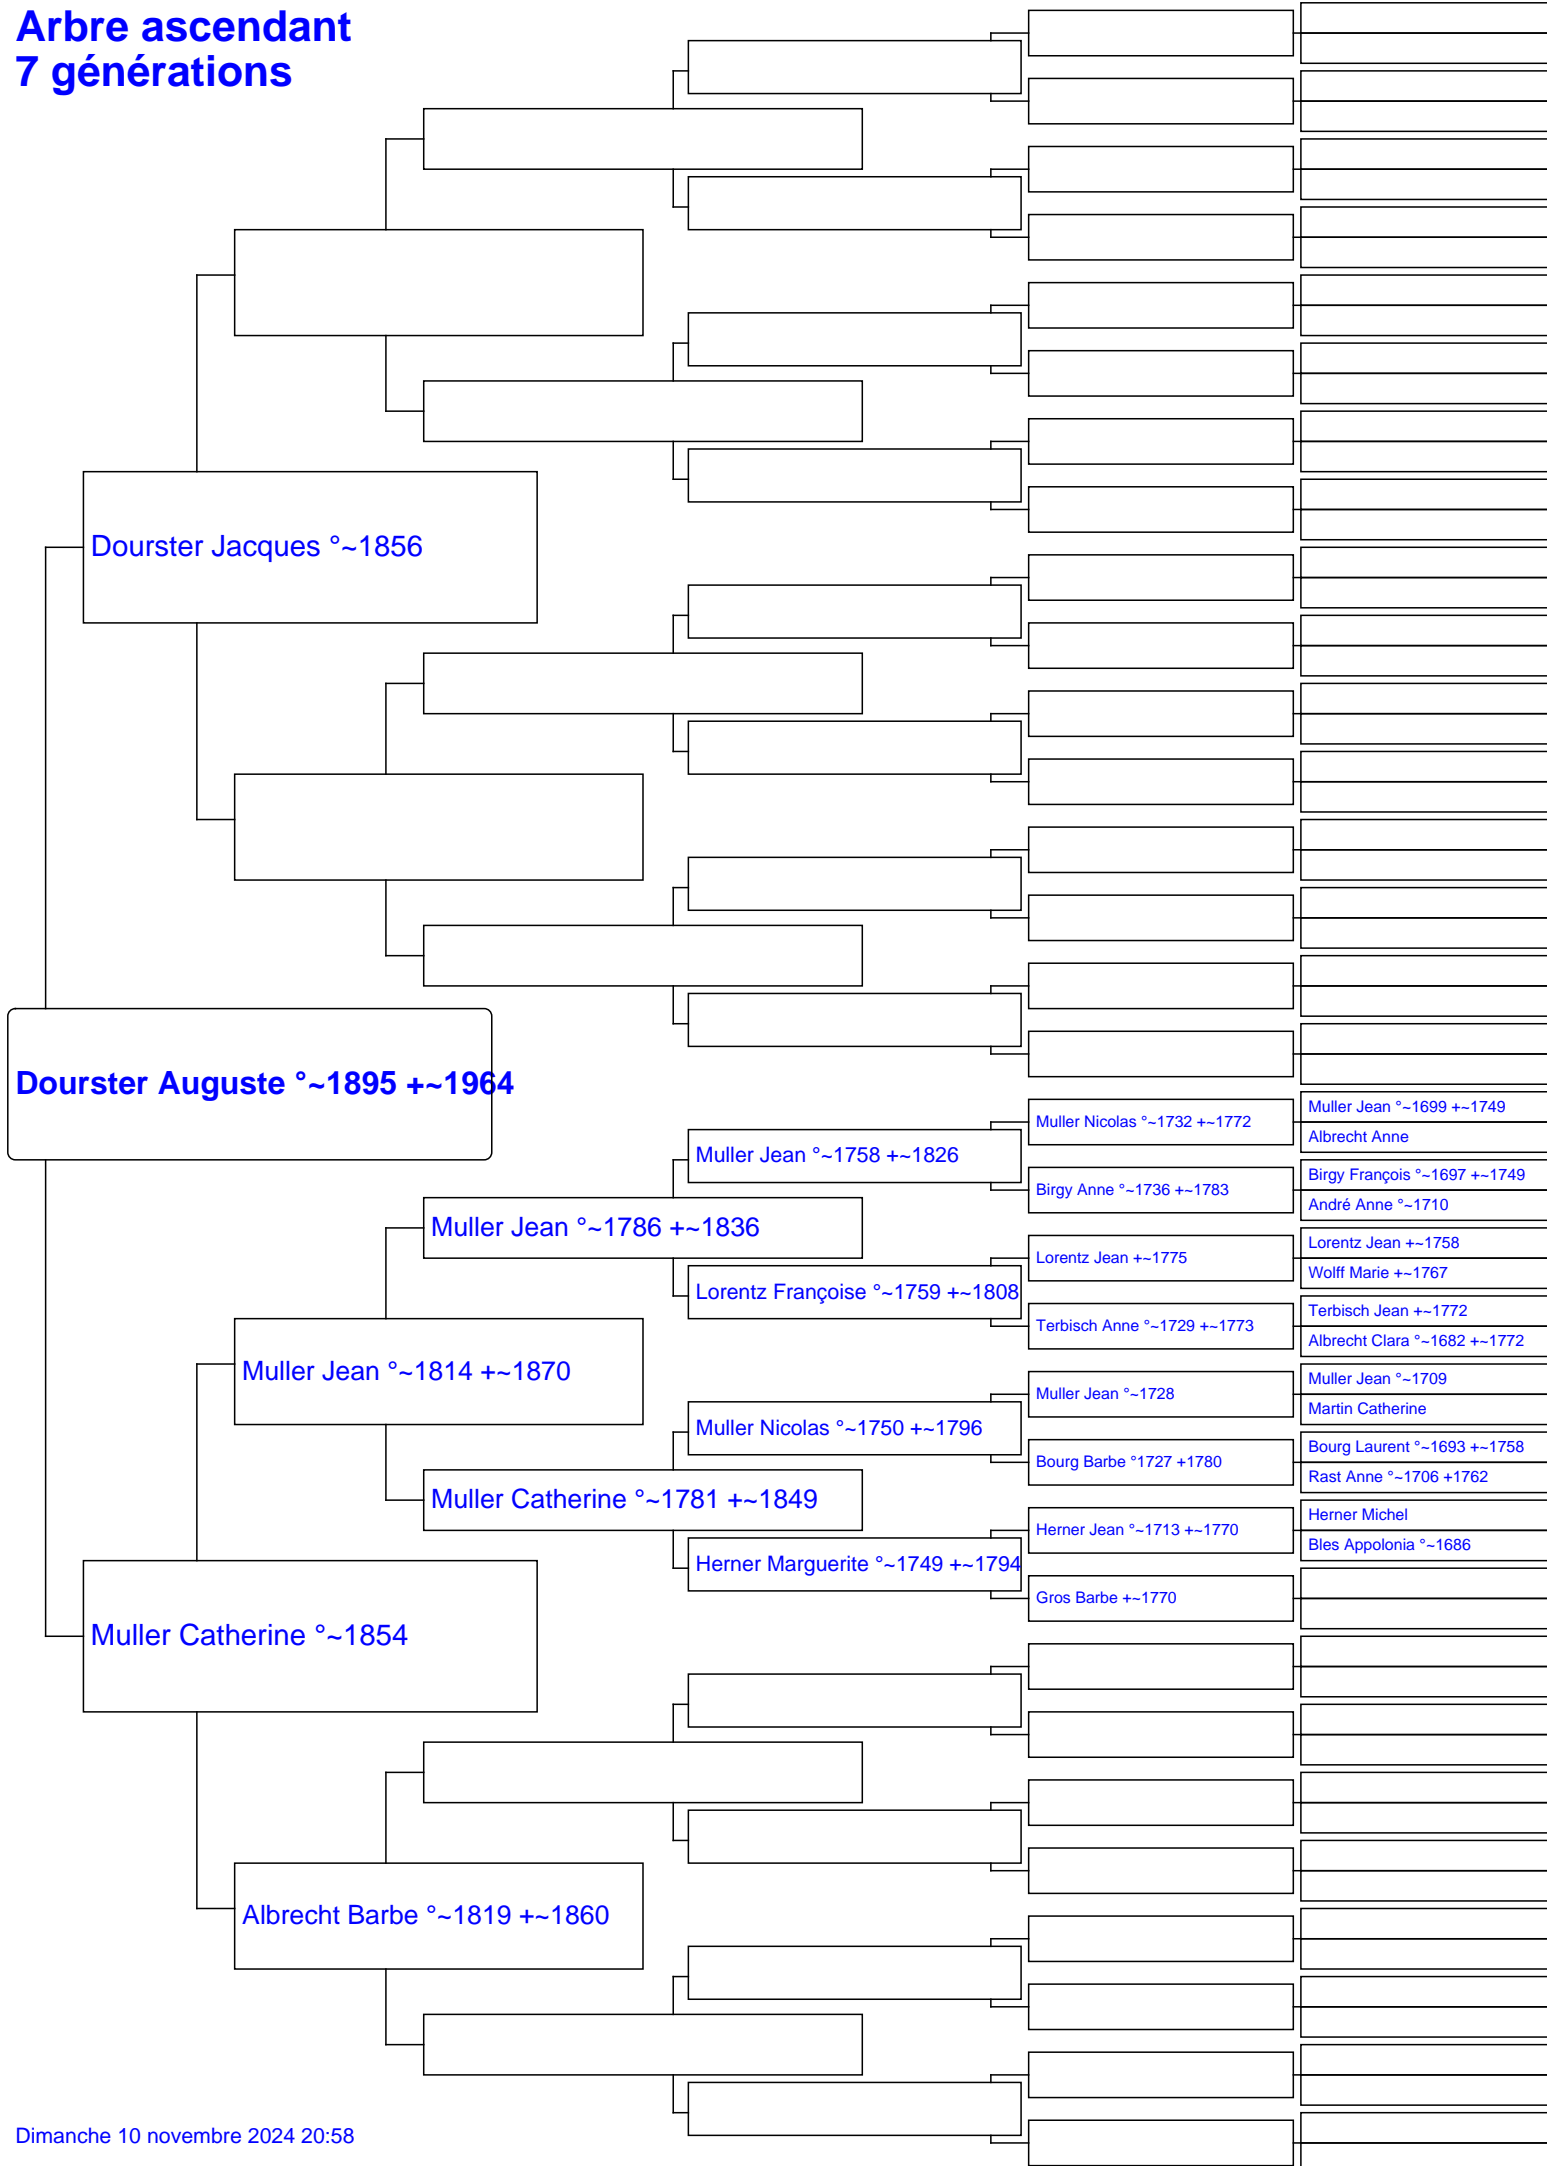 Arbre ascendant
7 générations
Dourster Auguste °~1895 +~1964
Dourster Jacques °~1856
Muller Catherine °~1854
Muller Jean °~1814 +~1870
Albrecht Barbe °~1819 +~1860
Muller Jean °~1786 +~1836
Muller Catherine °~1781 +~1849
Muller Jean °~1758 +~1826
Lorentz Françoise °~1759 +~1808
Muller Nicolas °~1750 +~1796
Herner Marguerite °~1749 +~1794
Muller Nicolas °~1732 +~1772
Birgy Anne °~1736 +~1783
Lorentz Jean +~1775
Terbisch Anne °~1729 +~1773
Muller Jean °~1728
Bourg Barbe °1727 +1780
Herner Jean °~1713 +~1770
Gros Barbe +~1770
Muller Jean °~1699 +~1749
Albrecht Anne
Birgy François °~1697 +~1749
André Anne °~1710
Lorentz Jean +~1758
Wolff Marie +~1767
Terbisch Jean +~1772
Albrecht Clara °~1682 +~1772
Muller Jean °~1709
Martin Catherine
Bourg Laurent °~1693 +~1758
Rast Anne °~1706 +1762
Herner Michel
Bles Appolonia °~1686
Dimanche 10 novembre 2024 20:58